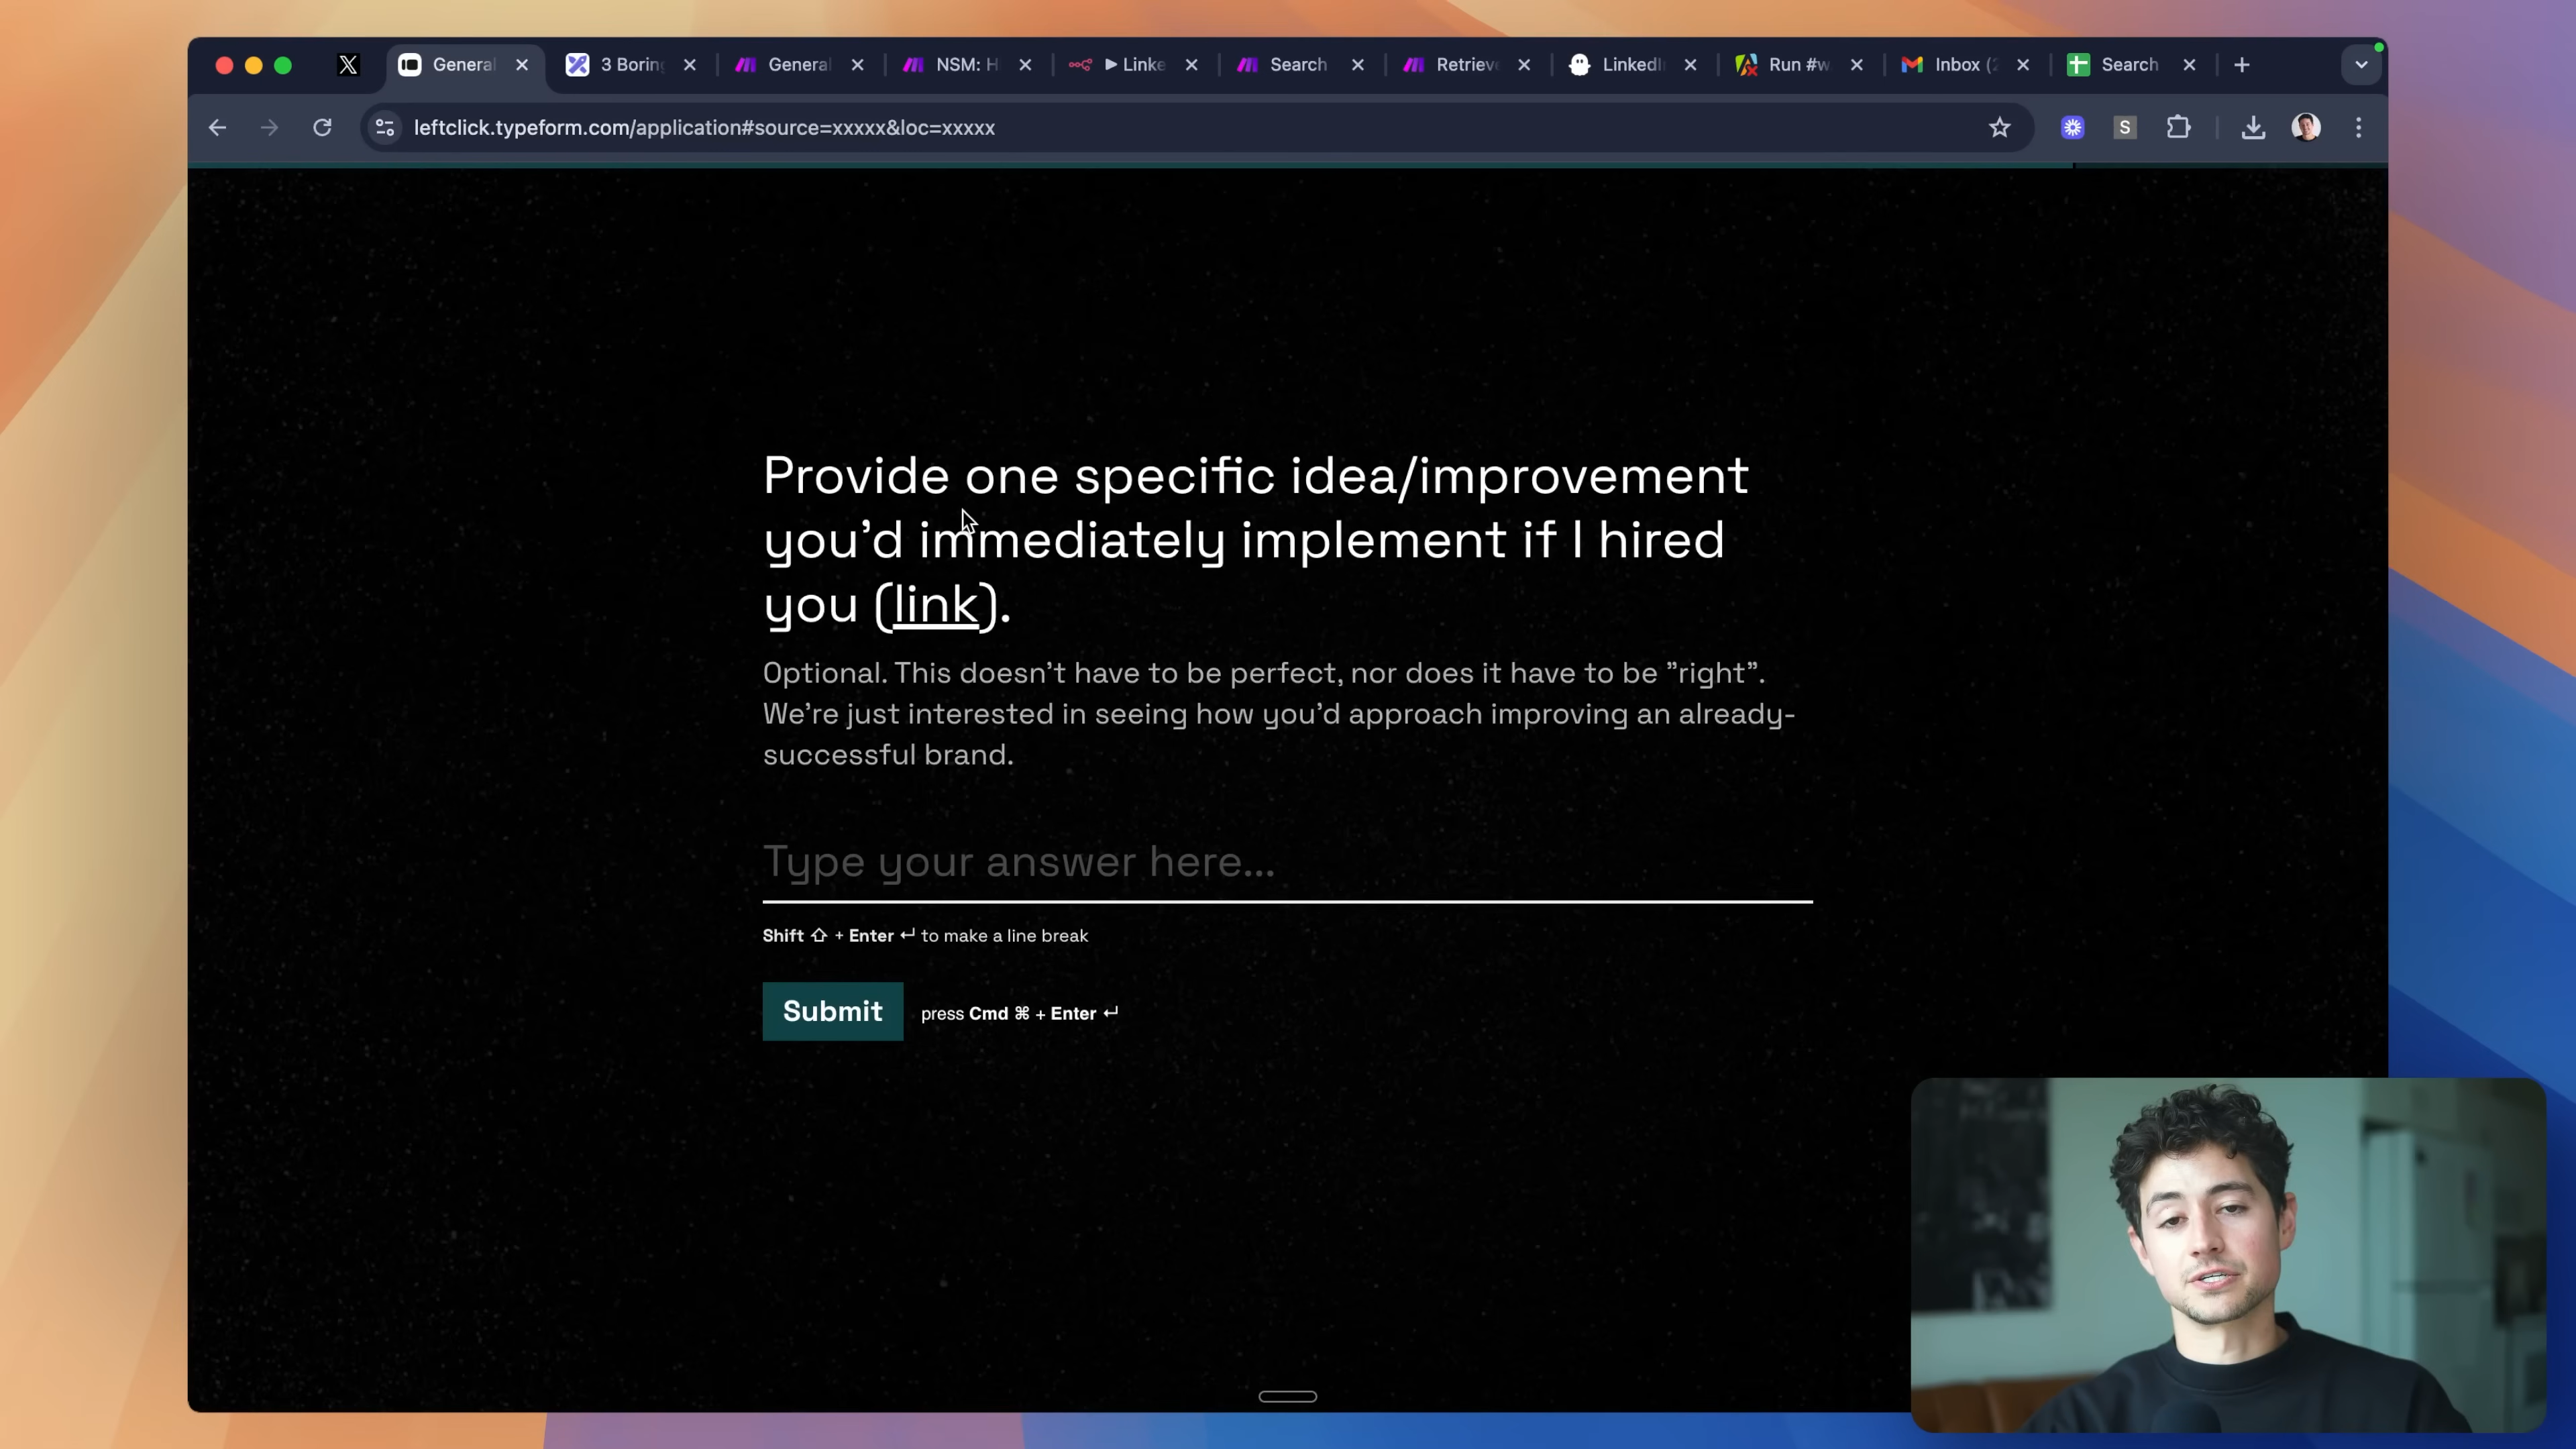 General
3 Boring
General
NSM: H
▶ Linke
Search
Retrieve
LinkedI
Run #w
Inbox (2
Search
leftclick.typeform.com/application#source=xxxxx&loc=xxxxx
S
Provide one specific idea/improvement
you’d immediately implement if I hired
you (link).
Optional. This doesn’t have to be perfect, nor does it have to be ”right”.
We’re just interested in seeing how you’d approach improving an already-
successful brand.
Type your answer here...
Shift ⇧ + Enter ↵ to make a line break
Submit
press Cmd ⌘ + Enter ↵